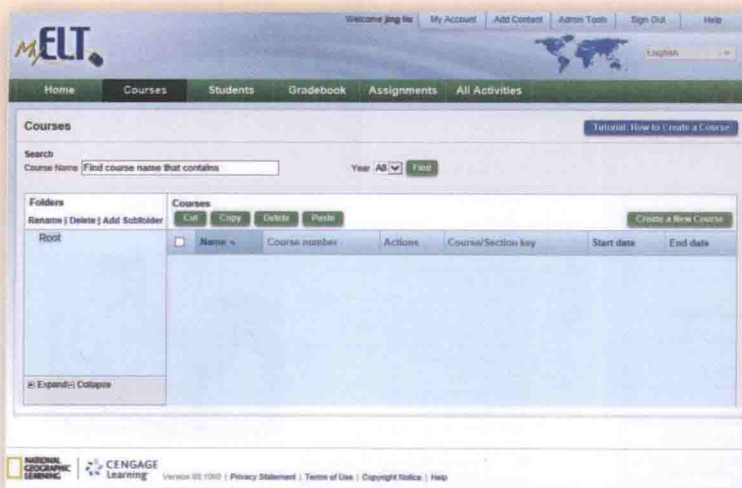 Welcome jing liu | My Account | Add Content | Admin Tools | Sign Out | Help
MyELT
English
Home Courses Students Gradebook Assignments All Activities
Courses
Tutorial: How to Create a Course
Search
Course Name Find course name that contains Year All Find
Folders Courses
Rename | Delete | Add Subfolder Cut Copy Delete Paste Create a New Course
Root Name Course number Actions Course/Section key Start date End date
Expand Collapse
NATIONAL GEOGRAPHIC LEARNING
CENGAGE Learning
Version | Privacy Statement | Terms of Use | Copyright Notice | Help